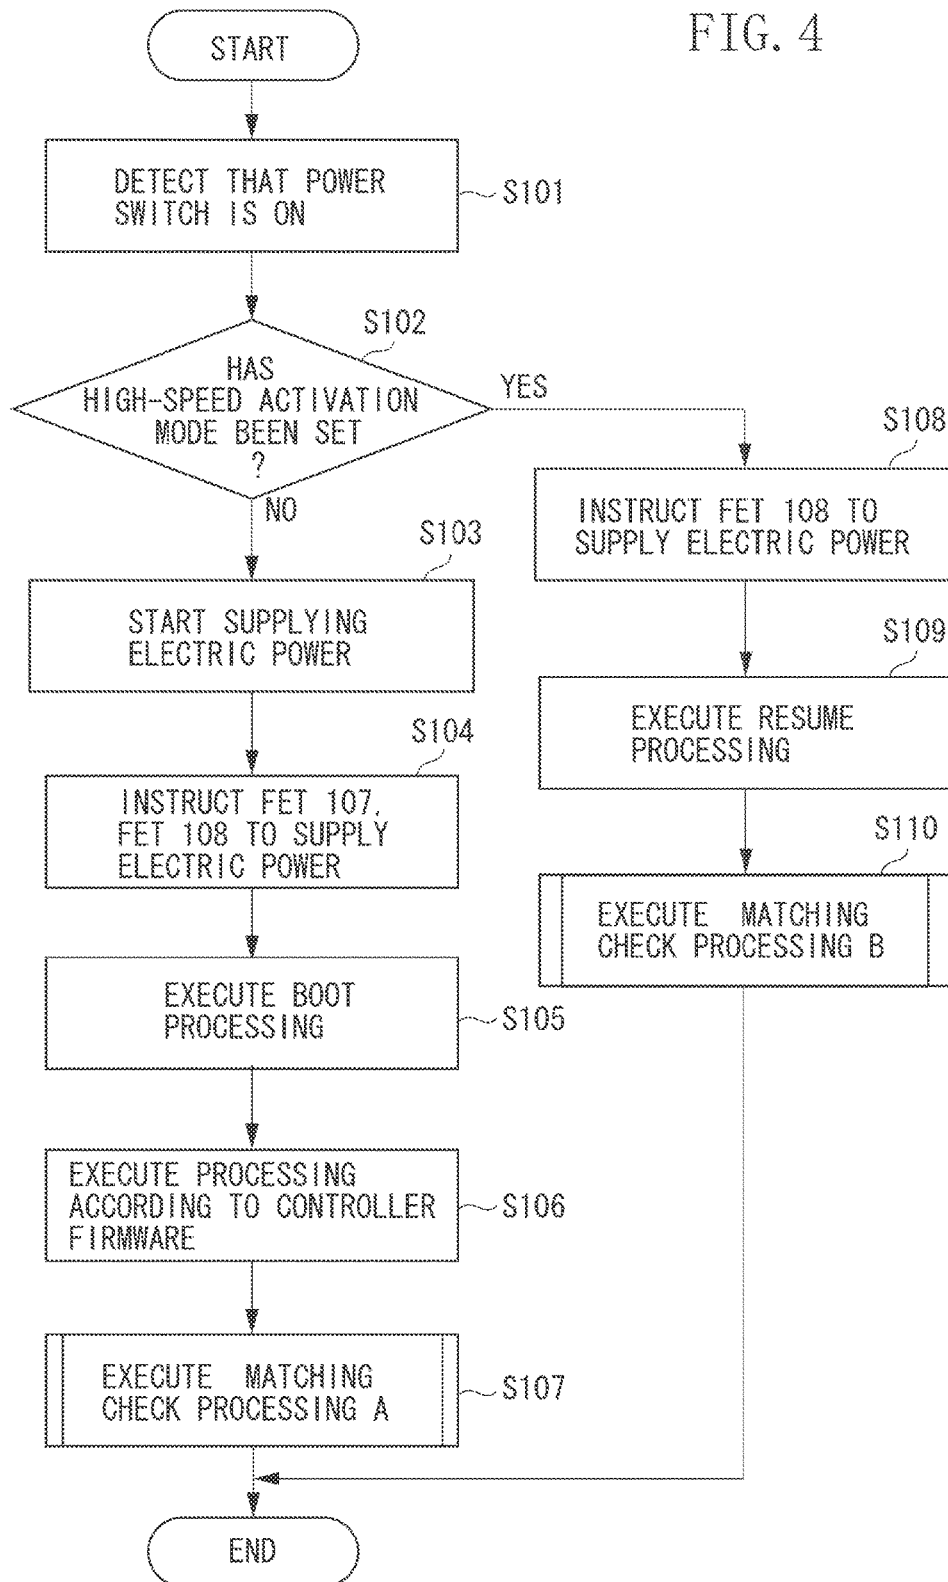 FIG. 4
START
DETECT THAT POWER
SWITCH IS ON
S101
S102
HAS
HIGH-SPEED ACTIVATION
MODE BEEN SET
?
YES
NO
S103
START SUPPLYING
ELECTRIC POWER
S104
INSTRUCT FET 107,
FET 108 TO SUPPLY
ELECTRIC POWER
EXECUTE BOOT
PROCESSING
S105
EXECUTE PROCESSING
ACCORDING TO CONTROLLER
FIRMWARE
S106
EXECUTE MATCHING
CHECK PROCESSING A
S107
S108
INSTRUCT FET 108 TO
SUPPLY ELECTRIC POWER
S109
EXECUTE RESUME
PROCESSING
S110
EXECUTE MATCHING
CHECK PROCESSING B
END